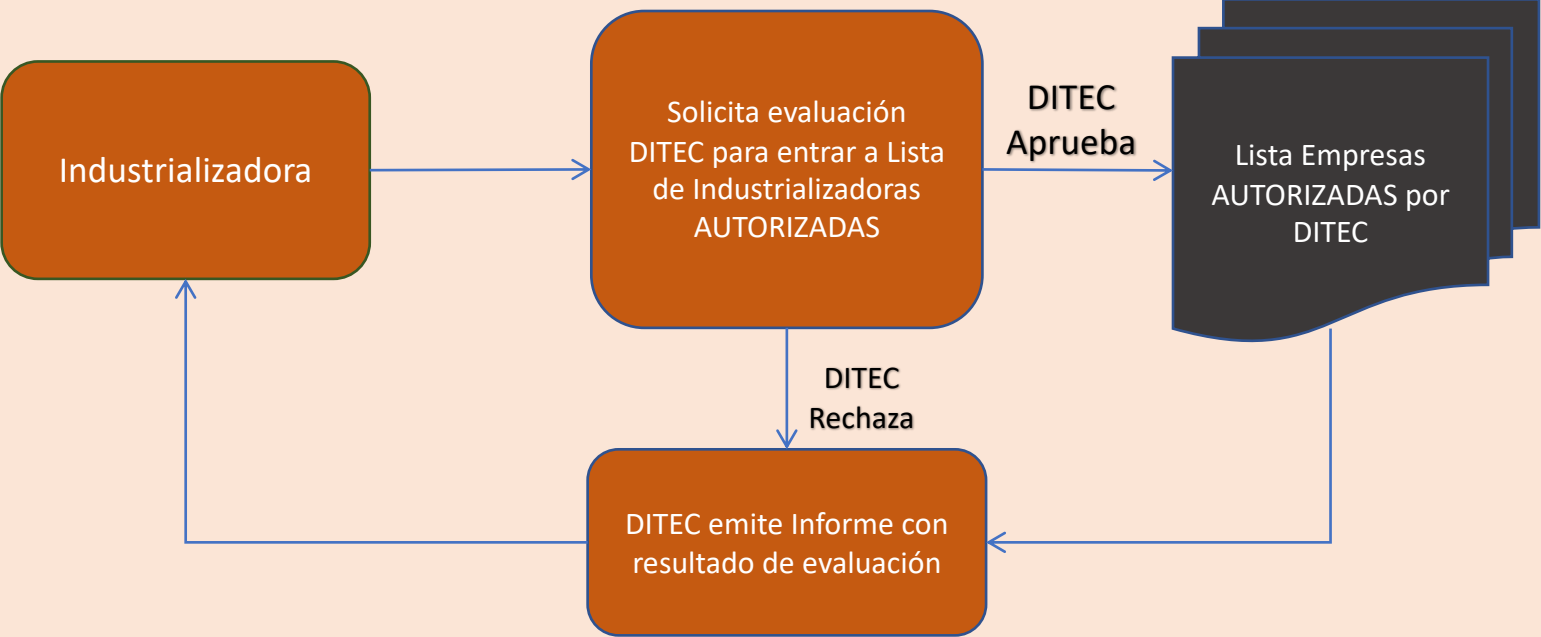 Industrializadora
Solicita evaluación
DITEC para entrar a Lista
de Industrializadoras
AUTORIZADAS
DITEC
Aprueba
Lista Empresas
AUTORIZADAS por
DITEC
DITEC
Rechaza
DITEC emite Informe con
resultado de evaluación